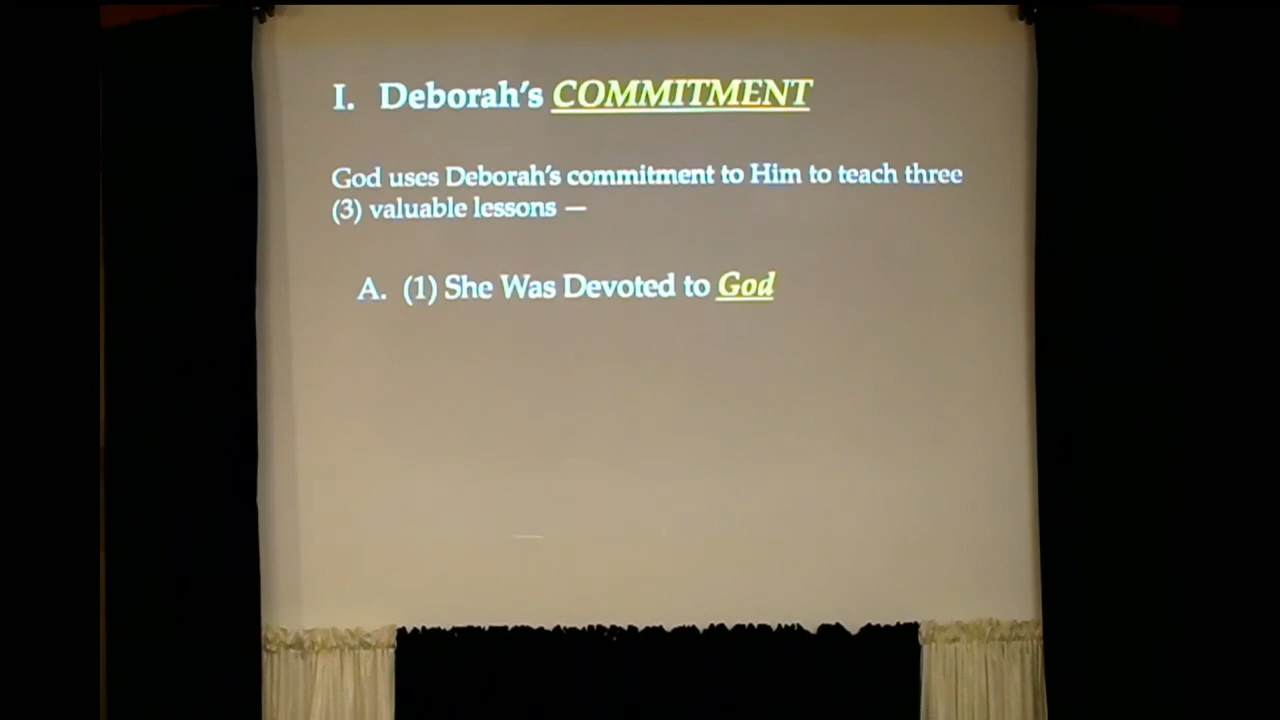 I. Deborah's COMMITMENT
God uses Deborah's commitment to Him to teach three
(3) valuable lessons —
A. (1) She Was Devoted to God